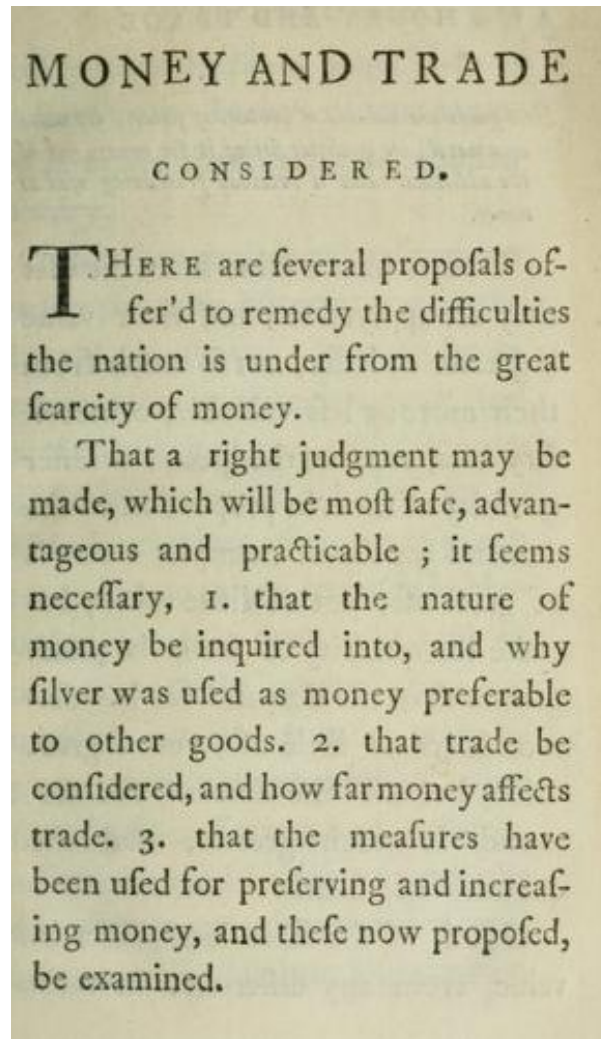 MONEY AND TRADE
CONSIDERED.
THERE are ſeveral propoſals of-
fer'd to remedy the difficulties
the nation is under from the great
ſcarcity of money.
That a right judgment may be
made, which will be moſt ſafe, advan-
tageous and practicable ; it ſeems
neceſſary, 1. that the nature of
money be inquired into, and why
ſilver was uſed as money preferable
to other goods. 2. that trade be
conſidered, and how far money affects
trade. 3. that the meaſures have
been uſed for preſerving and increaſ-
ing money, and theſe now propoſed,
be examined.